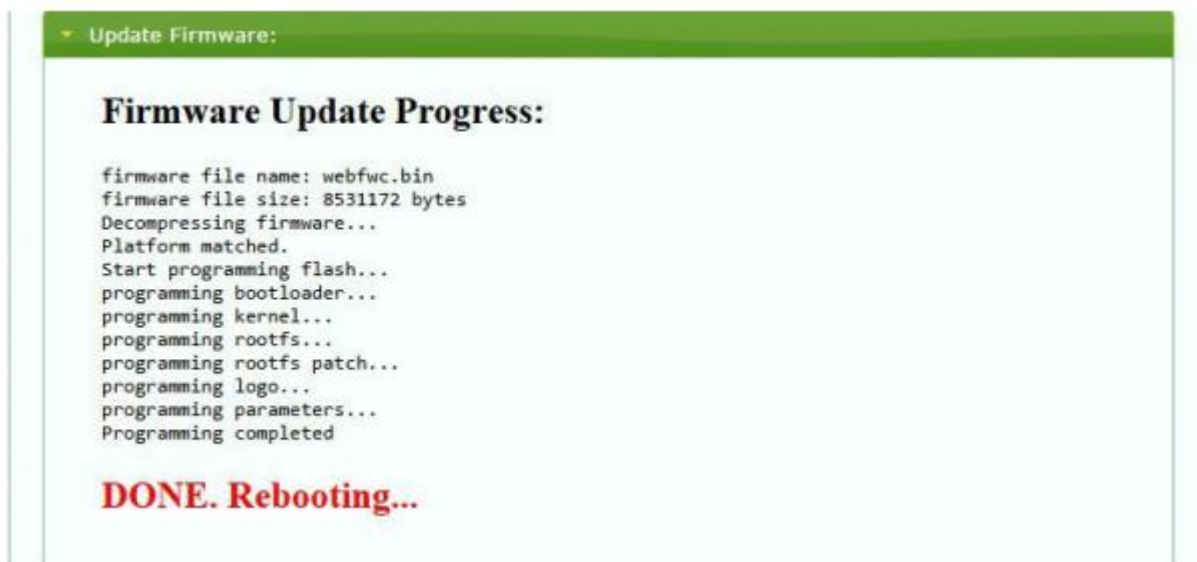 Update Firmware:
Firmware Update Progress:
firmware file name: webfwc.bin
firmware file size: 8531172 bytes
Decompressing firmware...
Platform matched.
Start programming flash...
programming bootloader...
programming kernel...
programming rootfs...
programming rootfs patch...
programming logo...
programming parameters...
Programming completed
DONE. Rebooting...